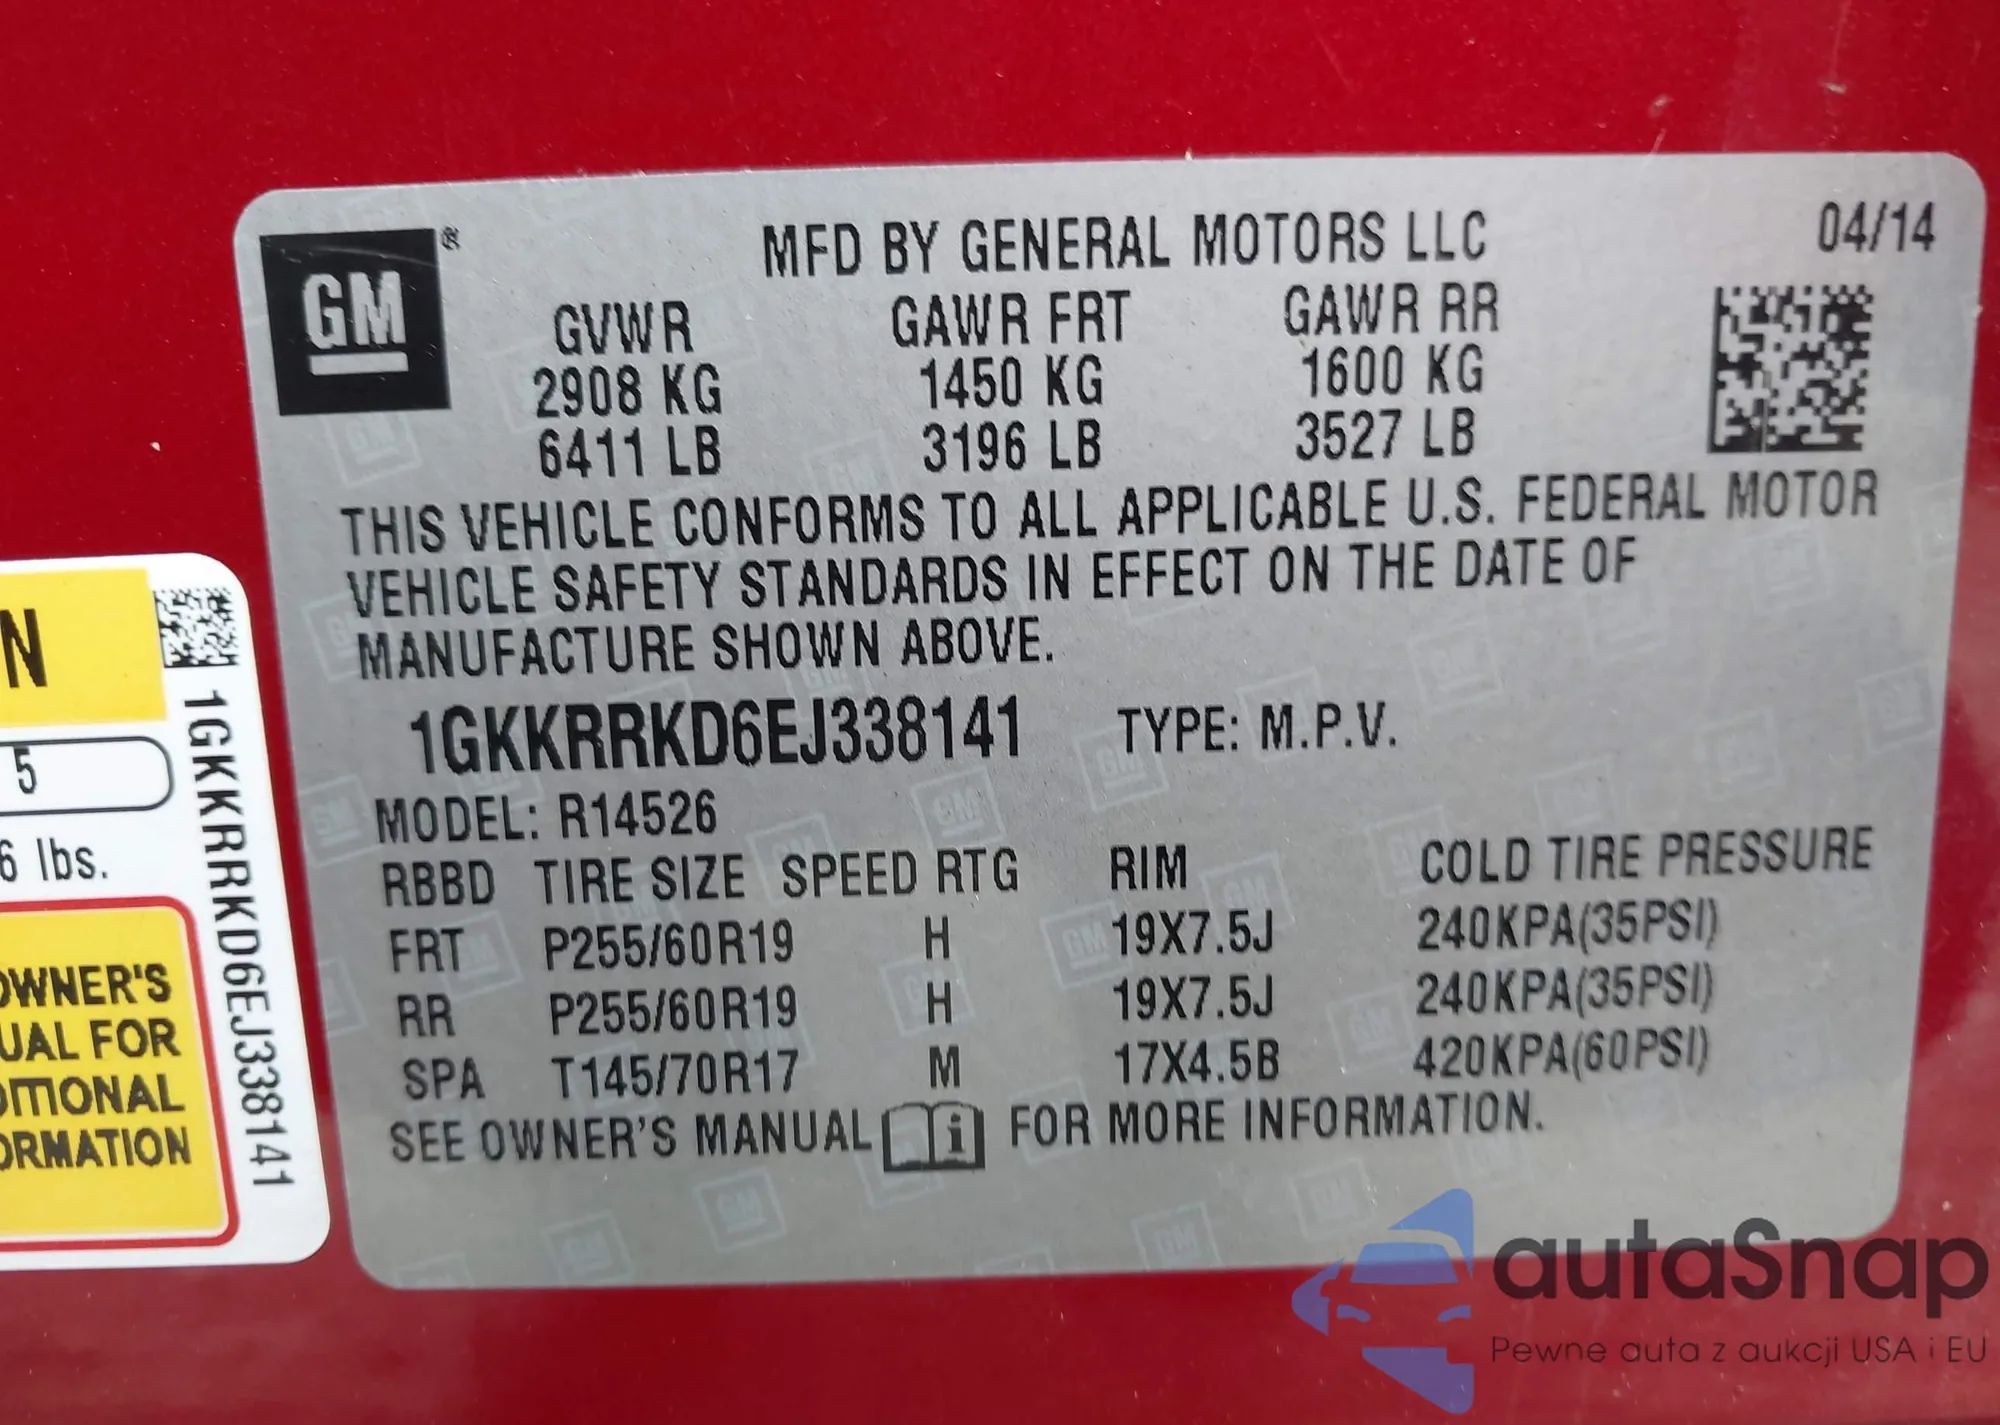 GM ®
MFD BY GENERAL MOTORS LLC 04/14
GVWR GAWR FRT GAWR RR
2908 KG 1450 KG 1600 KG
6411 LB 3196 LB 3527 LB
THIS VEHICLE CONFORMS TO ALL APPLICABLE U.S. FEDERAL MOTOR
VEHICLE SAFETY STANDARDS IN EFFECT ON THE DATE OF
MANUFACTURE SHOWN ABOVE.
1GKKRRKD6EJ338141 TYPE: M.P.V.
MODEL: R14526
RBBD TIRE SIZE SPEED RTG RIM COLD TIRE PRESSURE
FRT P255/60R19 H 19X7.5J 240KPA(35PSI)
RR P255/60R19 H 19X7.5J 240KPA(35PSI)
SPA T145/70R17 M 17X4.5B 420KPA(60PSI)
SEE OWNER'S MANUAL i FOR MORE INFORMATION.
N
5
6 lbs.
OWNER'S
UAL FOR
DITIONAL
ORMATION
1GKKRRKD6EJ338141
autaSnap
Pewne auta z aukcji USA i EU